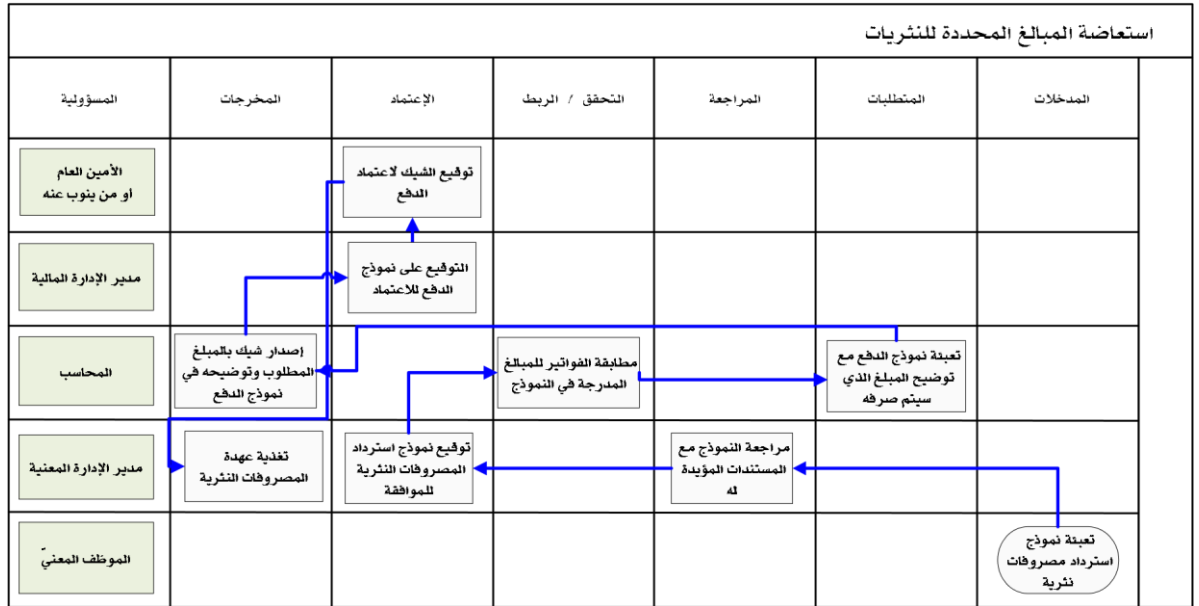 استعاضة المبالغ المحددة للنثريات
المدخلات
المتطلبات
المراجعة
التحقق / الربط
الإعتماد
المخرجات
المسؤولية
توقيع الشيك لاعتماد
الدفع
الأمين العام
او من ينوب عنه
التوقيع على نموذج
الدفع للاعتماد
مدير الإدارة المالية
تعبئة نموذج الدفع مع
توضيح المبلغ الذي
سيتم صرفه
مطابقة الفواتير للمبالغ
المدرجة في النموذج
إصدار شيك بالمبلغ
المطلوب وتوضيحه في
نموذج الدفع
المحاسب
مراجعة النموذج مع
المستندات المؤيدة
له
توقيع نموذج استرداد
المصروفات النثرية
للموافقة
تغذية عهدة
المصروفات النثرية
مدير الإدارة المعنية
تعبئة نموذج
استرداد مصروفات
نثرية
الموظف المعنيّ